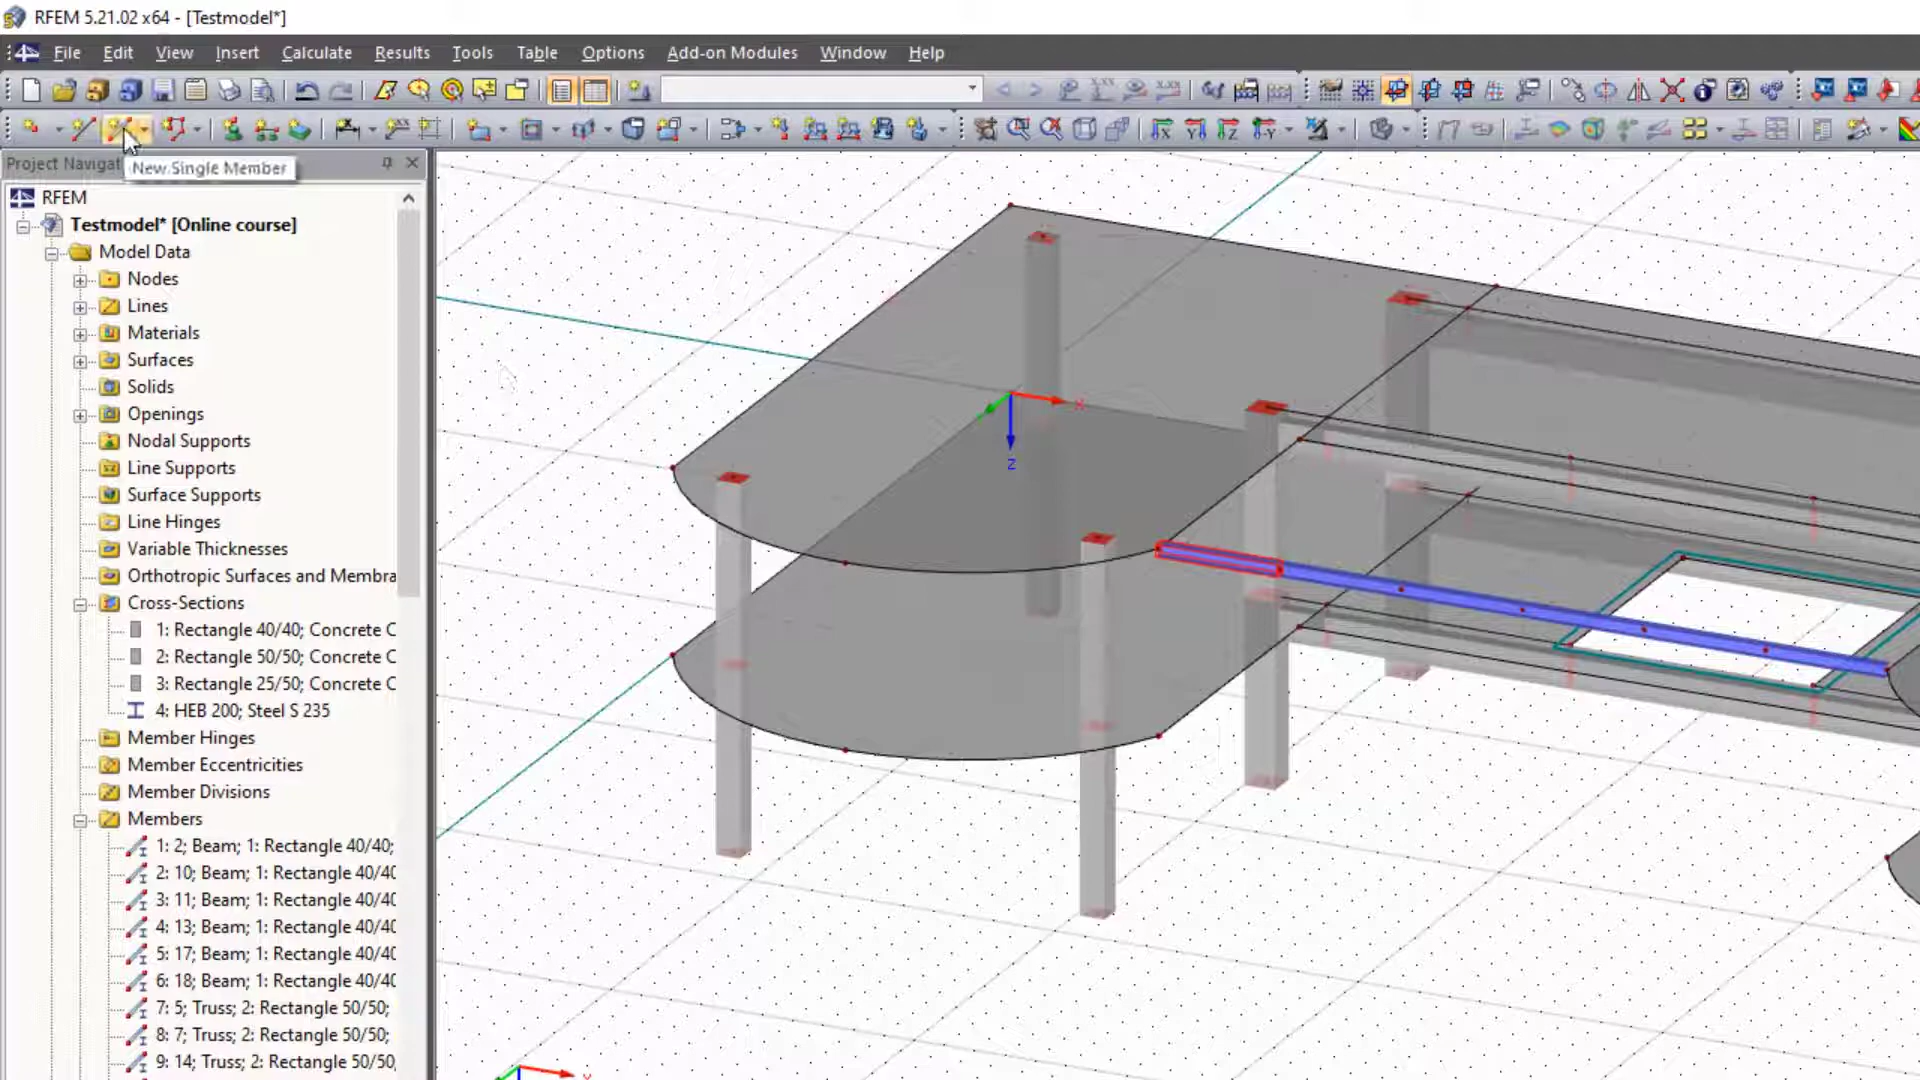 RFEM 5.21.02 x64 - [Testmodel*]
File Edit View Insert Calculate Results Tools Table Options Add-on Modules Window Help
Project Navigat
New Single Member
RFEM
Testmodel* [Online course]
Model Data
Nodes
Lines
Materials
Surfaces
Solids
Openings
Nodal Supports
Line Supports
Surface Supports
Line Hinges
Variable Thicknesses
Orthotropic Surfaces and Membra
Cross-Sections
1: Rectangle 40/40; Concrete C
2: Rectangle 50/50; Concrete C
3: Rectangle 25/50; Concrete C
4: HEB 200; Steel S 235
Member Hinges
Member Eccentricities
Member Divisions
Members
1: 2; Beam; 1: Rectangle 40/40;
2: 10; Beam; 1: Rectangle 40/40
3: 11; Beam; 1: Rectangle 40/40
4: 13; Beam; 1: Rectangle 40/40
5: 17; Beam; 1: Rectangle 40/40
6: 18; Beam; 1: Rectangle 40/40
7: 5; Truss; 2: Rectangle 50/50;
8: 7; Truss; 2: Rectangle 50/50;
9: 14; Truss; 2: Rectangle 50/50,
X
Z